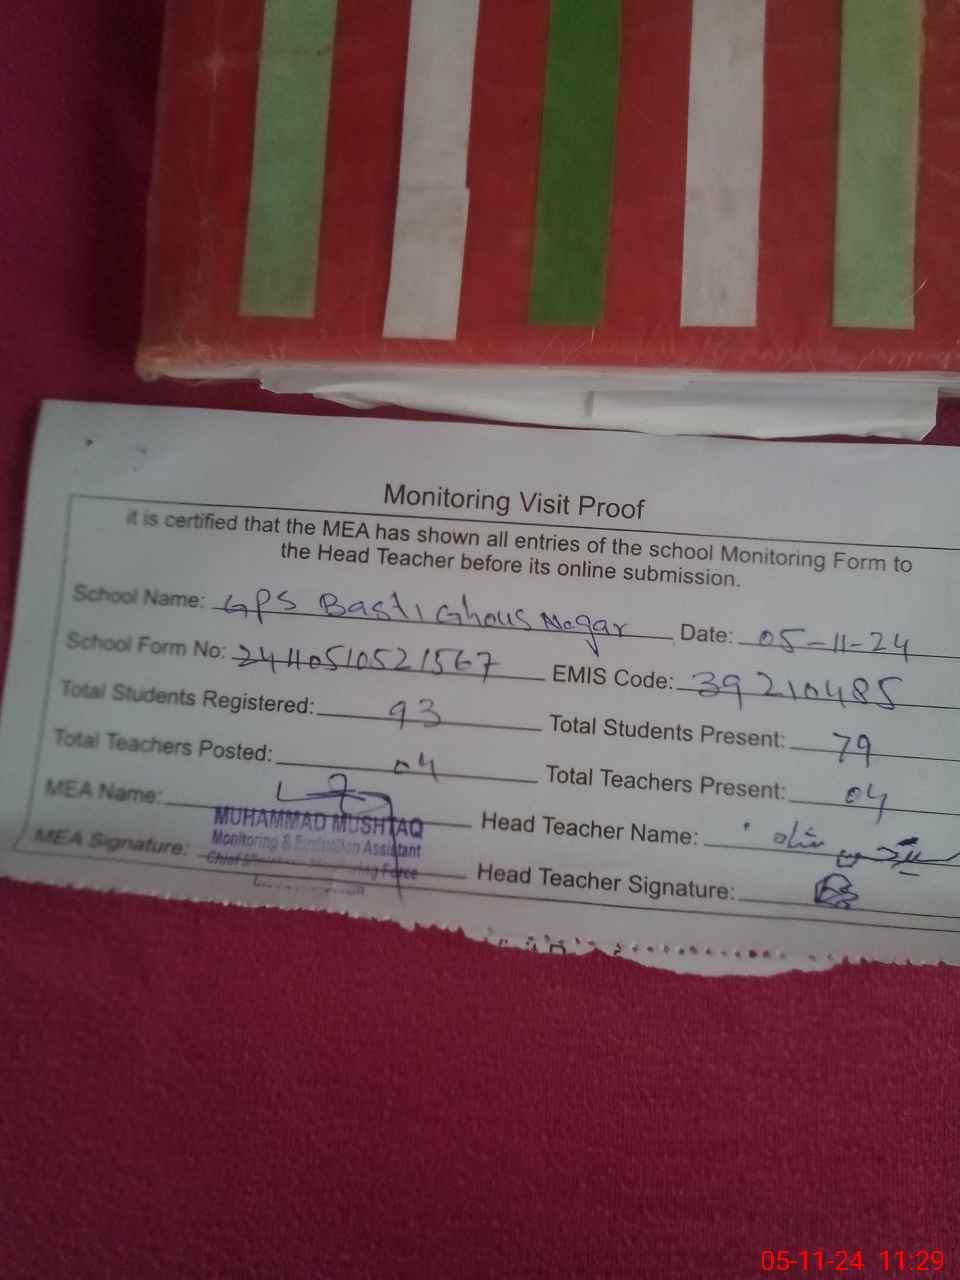 Monitoring Visit Proof
it is certified that the MEA has shown all entries of the school Monitoring Form to
the Head Teacher before its online submission.
School Name: GPS Basti Ghous Nagar Date: 05-11-24
School Form No: 24110510521567 EMIS Code: 39210485
Total Students Registered: 93 Total Students Present: 79
Total Teachers Posted: 04 Total Teachers Present: 04
MEA Name: Head Teacher Name: شاہ
MUHAMMAD MUSHTAQ
Monitoring & Evaluation Assistant
MEA Signature: Head Teacher Signature:
Monitoring Force
05-11-24 11:29